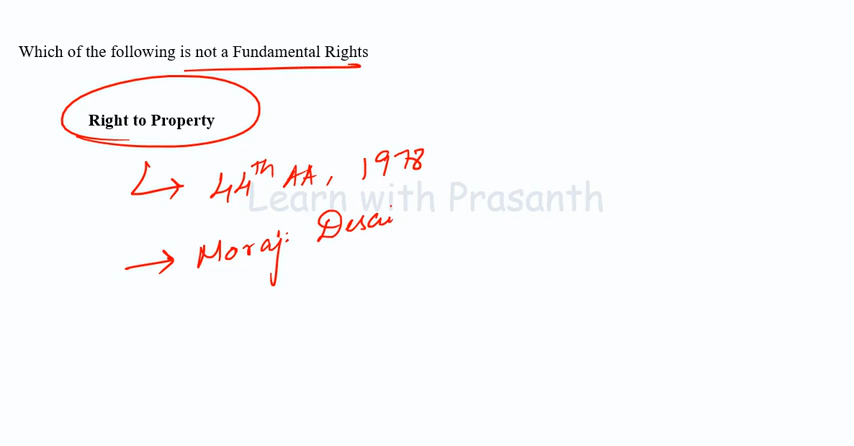 Which of the following is not a Fundamental Rights
Right to Property
44th AA, 1978
Learn with Prasanth
Moraji Desai